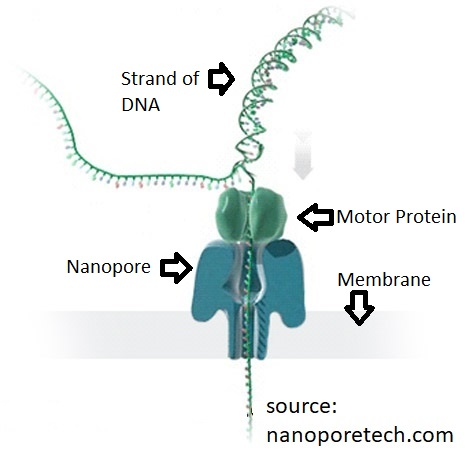 Strand of
DNA
Motor Protein
Nanopore
Membrane
source:
nanoporetech.com